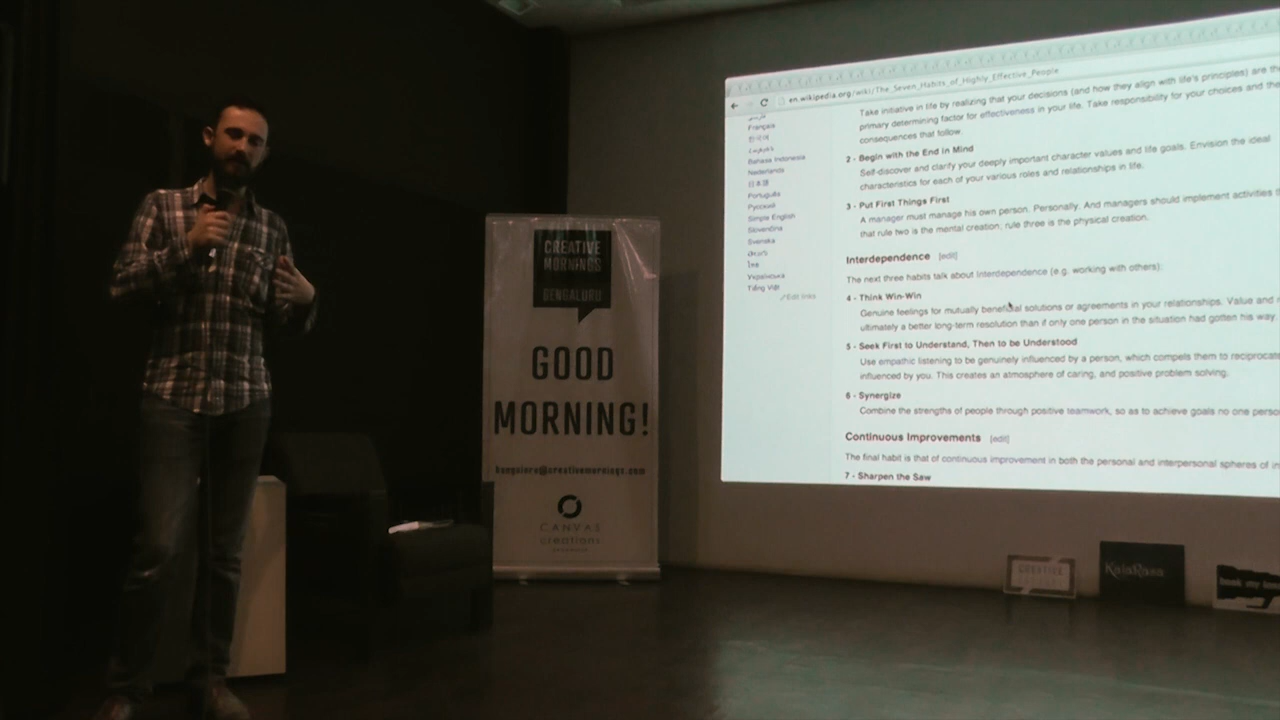 CREATIVE
MORNINGS
BENGALURU
GOOD
MORNING!
bengaluru@creativemornings.com
CANVAS
creations
en.wikipedia.org/wiki/The_Seven_Habits_of_Highly_Effective_People
Français
한국어
Bahasa Indonesia
Nederlands
日本語
Português
Русский
Simple English
Slovenčina
Svenska
ไทย
Українська
Tiếng Việt
Edit links
Take initiative in life by realizing that your decisions (and how they align with life's principles) are the
primary determining factor for effectiveness in your life. Take responsibility for your choices and the
consequences that follow.
2 - Begin with the End in Mind
Self-discover and clarify your deeply important character values and life goals. Envision the ideal
characteristics for each of your various roles and relationships in life.
3 - Put First Things First
A manager must manage his own person. Personally. And managers should implement activities
that rule two is the mental creation; rule three is the physical creation.
Interdependence [edit]
The next three habits talk about Interdependence (e.g. working with others):
4 - Think Win-Win
Genuine feelings for mutually beneficial solutions or agreements in your relationships. Value and
ultimately a better long-term resolution than if only one person in the situation had gotten his way.
5 - Seek First to Understand, Then to be Understood
Use empathic listening to be genuinely influenced by a person, which compels them to reciprocate
influenced by you. This creates an atmosphere of caring, and positive problem solving.
6 - Synergize
Combine the strengths of people through positive teamwork, so as to achieve goals no one perso
Continuous Improvements [edit]
The final habit is that of continuous improvement in both the personal and interpersonal spheres of
7 - Sharpen the Saw
CREATIVE
KalaRasa
book my